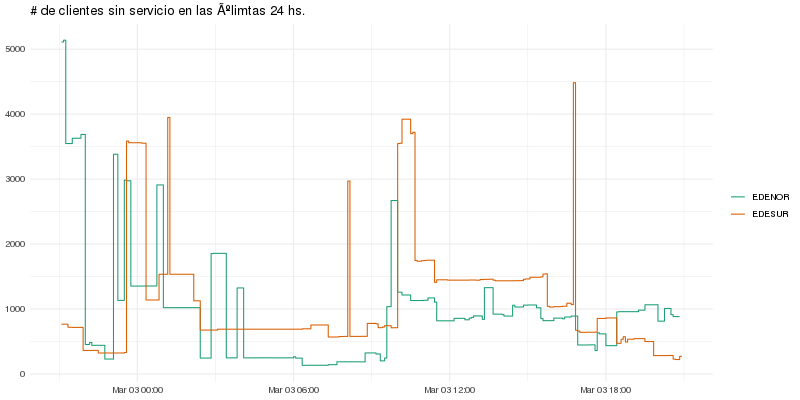 # de clientes sin servicio en las Ãºlimtas 24 hs.
5000
4000
3000
2000
1000
0
Mar 03 00:00
Mar 03 06:00
Mar 03 12:00
Mar 03 18:00
EDENOR
EDESUR